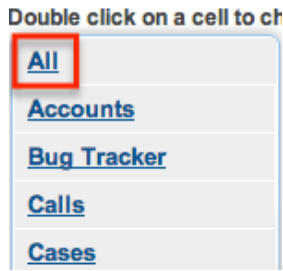 Double click on a cell to ch
All
Accounts
Bug Tracker
Calls
Cases